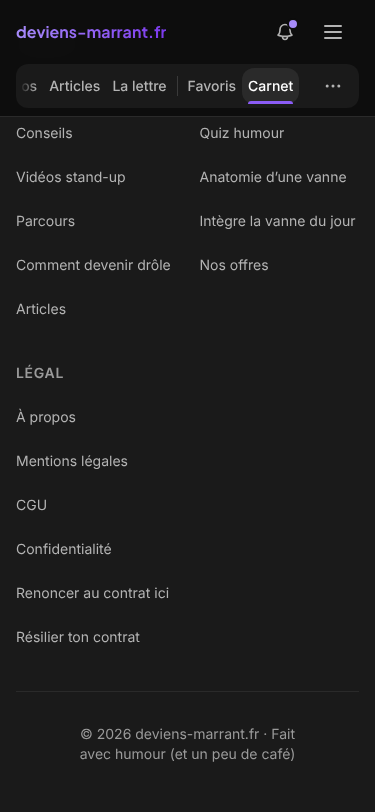 deviens-marrant.fr
os Articles La lettre Favoris Carnet
Conseils
Quiz humour
Vidéos stand-up
Anatomie d’une vanne
Parcours
Intègre la vanne du jour
Comment devenir drôle
Nos offres
Articles
LÉGAL
À propos
Mentions légales
CGU
Confidentialité
Renoncer au contrat ici
Résilier ton contrat
© 2026 deviens-marrant.fr · Fait
avec humour (et un peu de café)